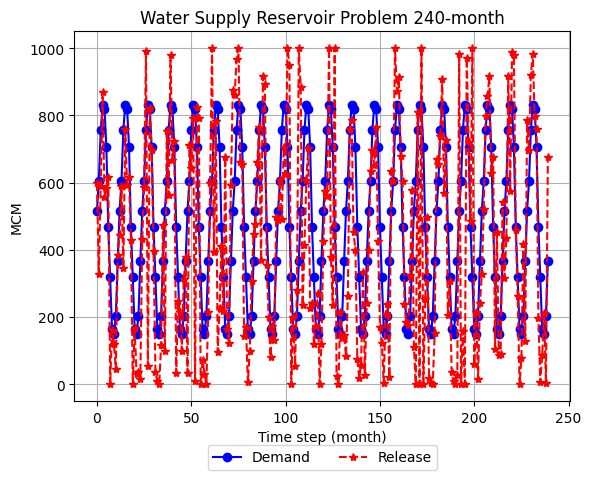 Water Supply Reservoir Problem 240-month
MCM
1000
800
600
400
200
0
0 50 100 150 200 250
Time step (month)
Demand Release